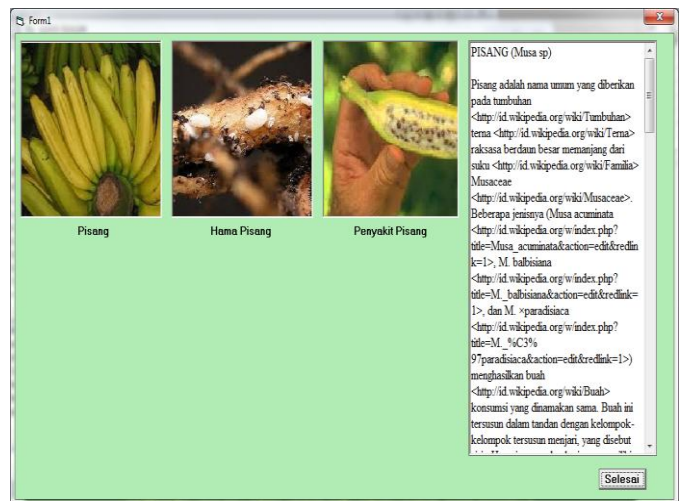 Form1
Pisang
Hama Pisang
Penyakit Pisang
PISANG (Musa sp)
Pisang adalah nama umum yang diberikan
pada tumbuhan
<http://id.wikipedia.org/wiki/Tumbuhan>
terna <http://id.wikipedia.org/wiki/Terna>
raksasa berdaun besar memanjang dari
suku <http://id.wikipedia.org/wiki/Familia>
Musaceae
<http://id.wikipedia.org/wiki/Musaceae>.
Beberapa jenisnya (Musa acuminata
<http://id.wikipedia.org/w/index.php?
title=Musa_acuminata&action=edit&redlin
k=1>, M. balbisiana
<http://id.wikipedia.org/w/index.php?
title=M._balbisiana&action=edit&redlink=
1>, dan M. ×paradisiaca
<http://id.wikipedia.org/w/index.php?
title=M._%C3%
97paradisiaca&action=edit&redlink=1>)
menghasilkan buah
<http://id.wikipedia.org/wiki/Buah>
konsumsi yang dinamakan sama. Buah ini
tersusun dalam tandan dengan kelompok-
kelompok tersusun menjari, yang disebut
Selesai